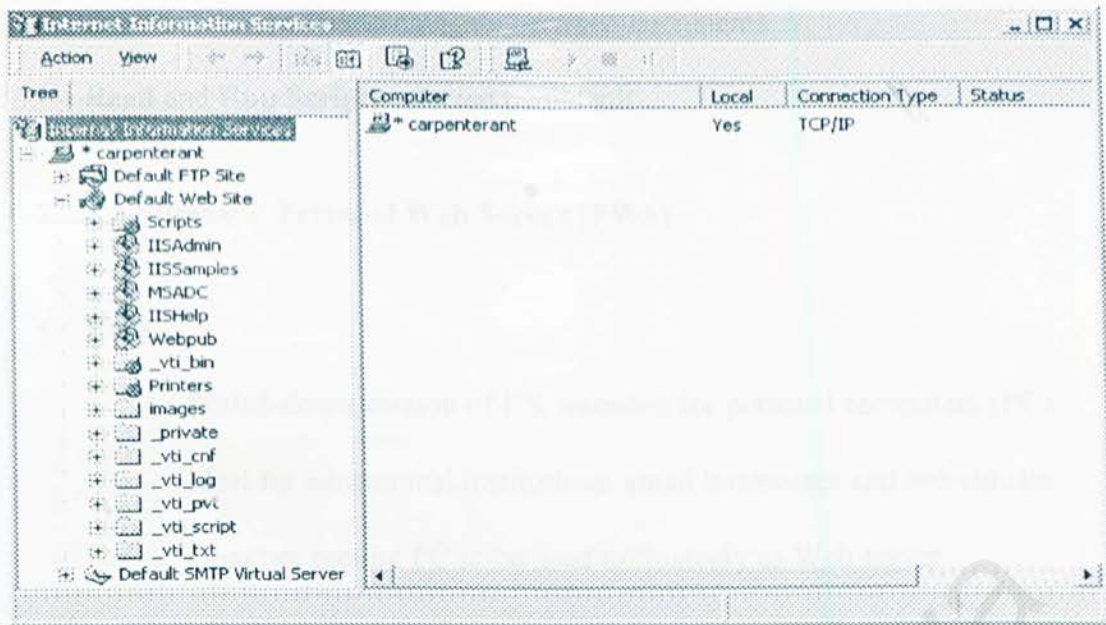 Internet Information Services
Action View
Tree
Computer Local Connection Type Status
Internet Information Services
* carpenterant Yes TCP/IP
* carpenterant
Default FTP Site
Default Web Site
Scripts
IISAdmin
IISSamples
MSADC
IISHelp
Webpub
_vti_bin
Printers
images
_private
_vti_cnf
_vti_log
_vti_pvt
_vti_script
_vti_txt
Default SMTP Virtual Server